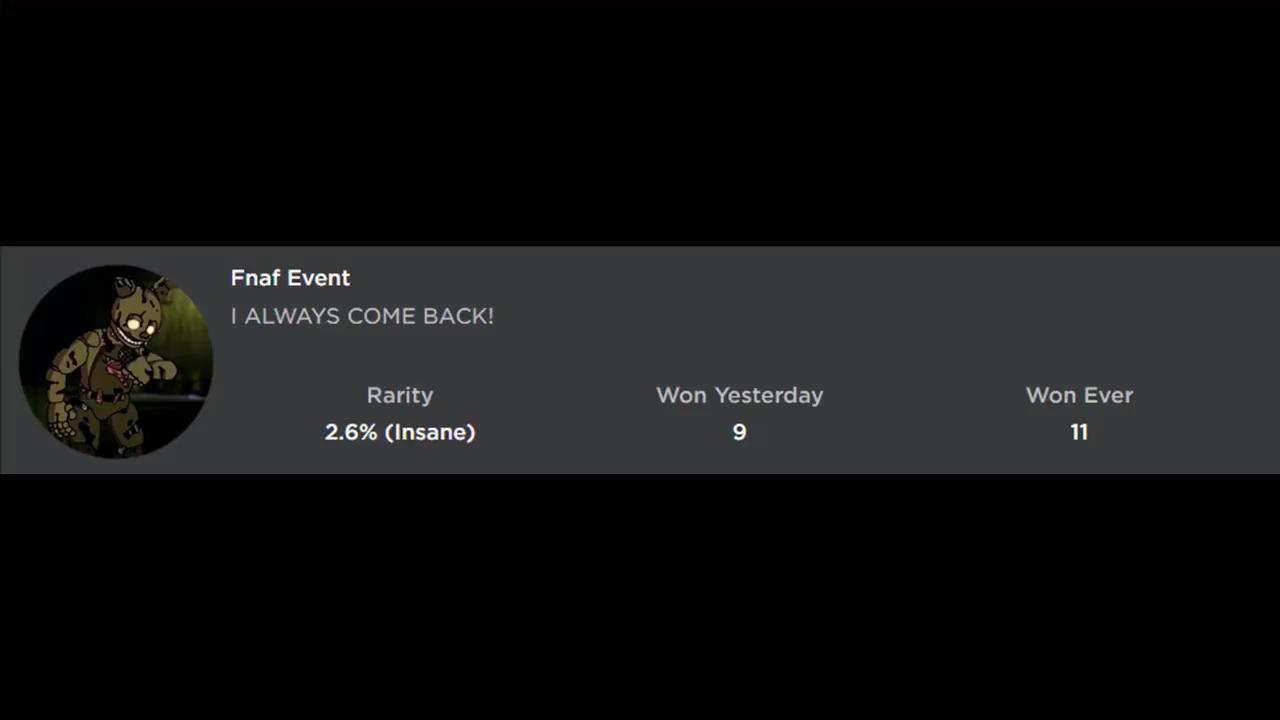 Fnaf Event
I ALWAYS COME BACK!
Rarity Won Yesterday Won Ever
2.6% (Insane) 9 11